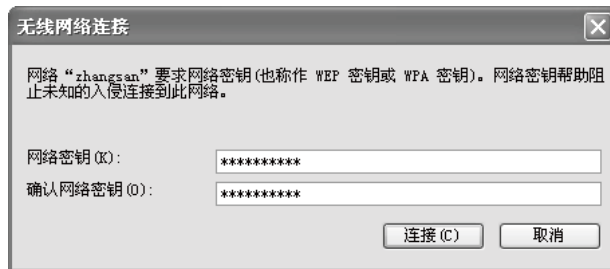 无线网络连接
网络“zhangsan”要求网络密钥(也称作 WEP 密钥或 WPA 密钥)。网络密钥帮助阻
止未知的入侵连接到此网络。
网络密钥(K): **********
确认网络密钥(O): **********
连接(C) 取消